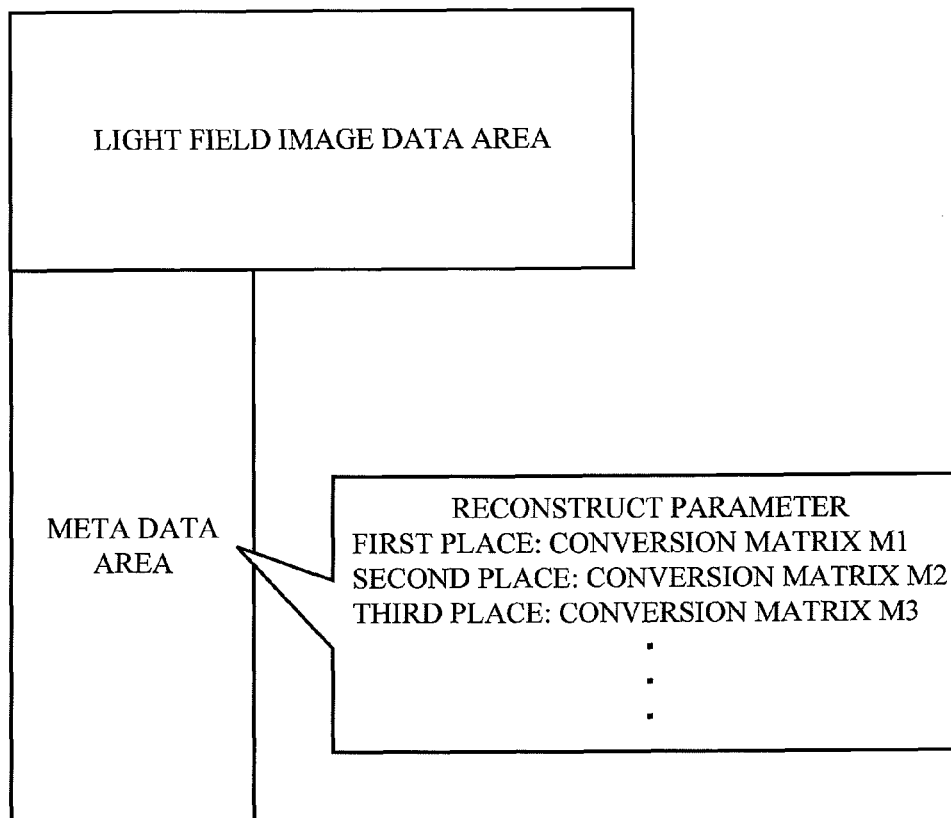 LIGHT FIELD IMAGE DATA AREA
META DATA
AREA
RECONSTRUCT PARAMETER
FIRST PLACE: CONVERSION MATRIX M1
SECOND PLACE: CONVERSION MATRIX M2
THIRD PLACE: CONVERSION MATRIX M3